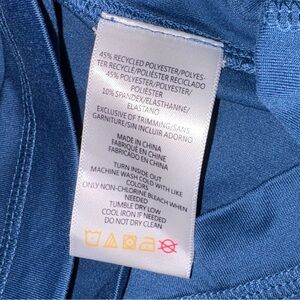 45% RECYCLED POLYESTER/POLYES-
TER RECYCLÉ/POLIÉSTER RECICLADO
45% POLYESTER/POLYESTER/
POLIÉSTER
10% SPANDEX/ELASTHANNE/
ELASTANO
EXCLUSIVE OF TRIMMING/SANS
GARNITURE/SIN INCLUIR ADORNO
MADE IN CHINA
FABRIQUÉ EN CHINE
FABRICADO EN CHINA
TURN INSIDE OUT
MACHINE WASH COLD WITH LIKE
COLORS
ONLY NON-CHLORINE BLEACH WHEN
NEEDED
TUMBLE DRY LOW
COOL IRON IF NEEDED
DO NOT DRY CLEAN